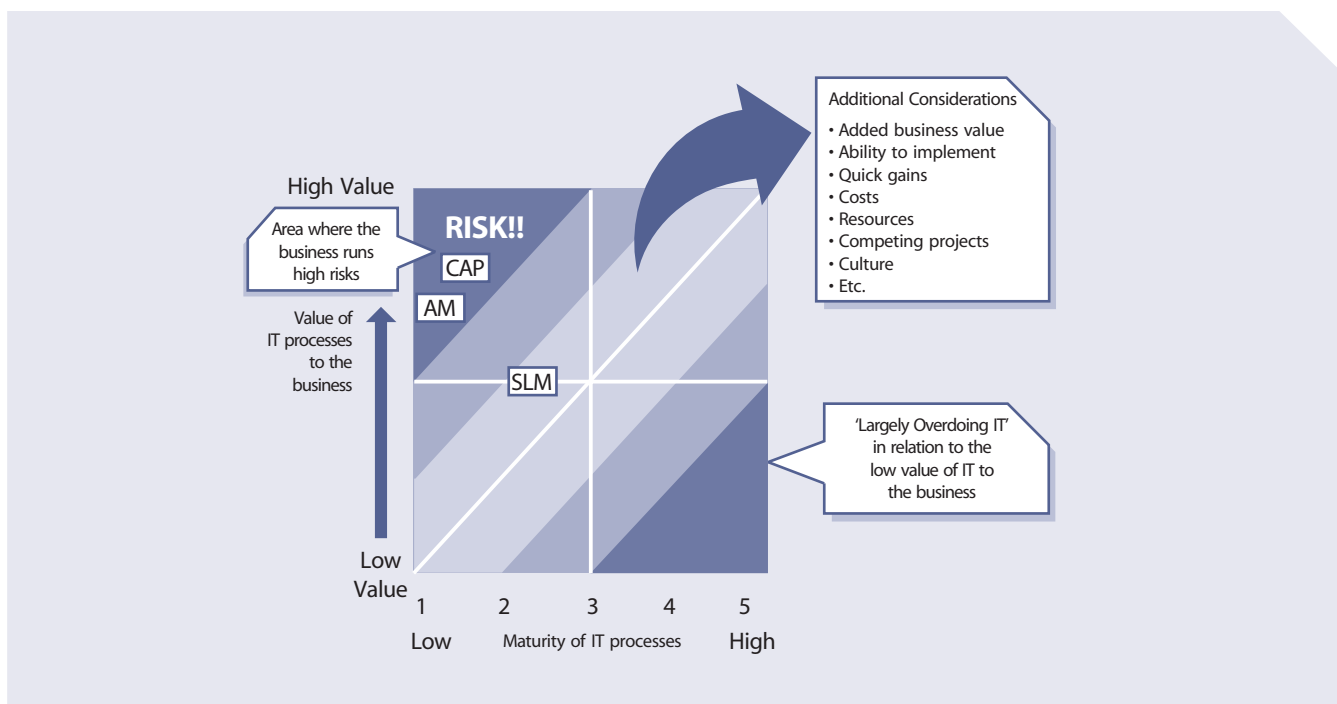 High Value
Area where the
business runs
high risks
Value of
IT processes
to the
business
Low
Value
RISK!!
CAP
AM
SLM
1 2 3 4 5
Low Maturity of IT processes High
Additional Considerations
• Added business value
• Ability to implement
• Quick gains
• Costs
• Resources
• Competing projects
• Culture
• Etc.
‘Largely Overdoing IT’
in relation to the
low value of IT to
the business